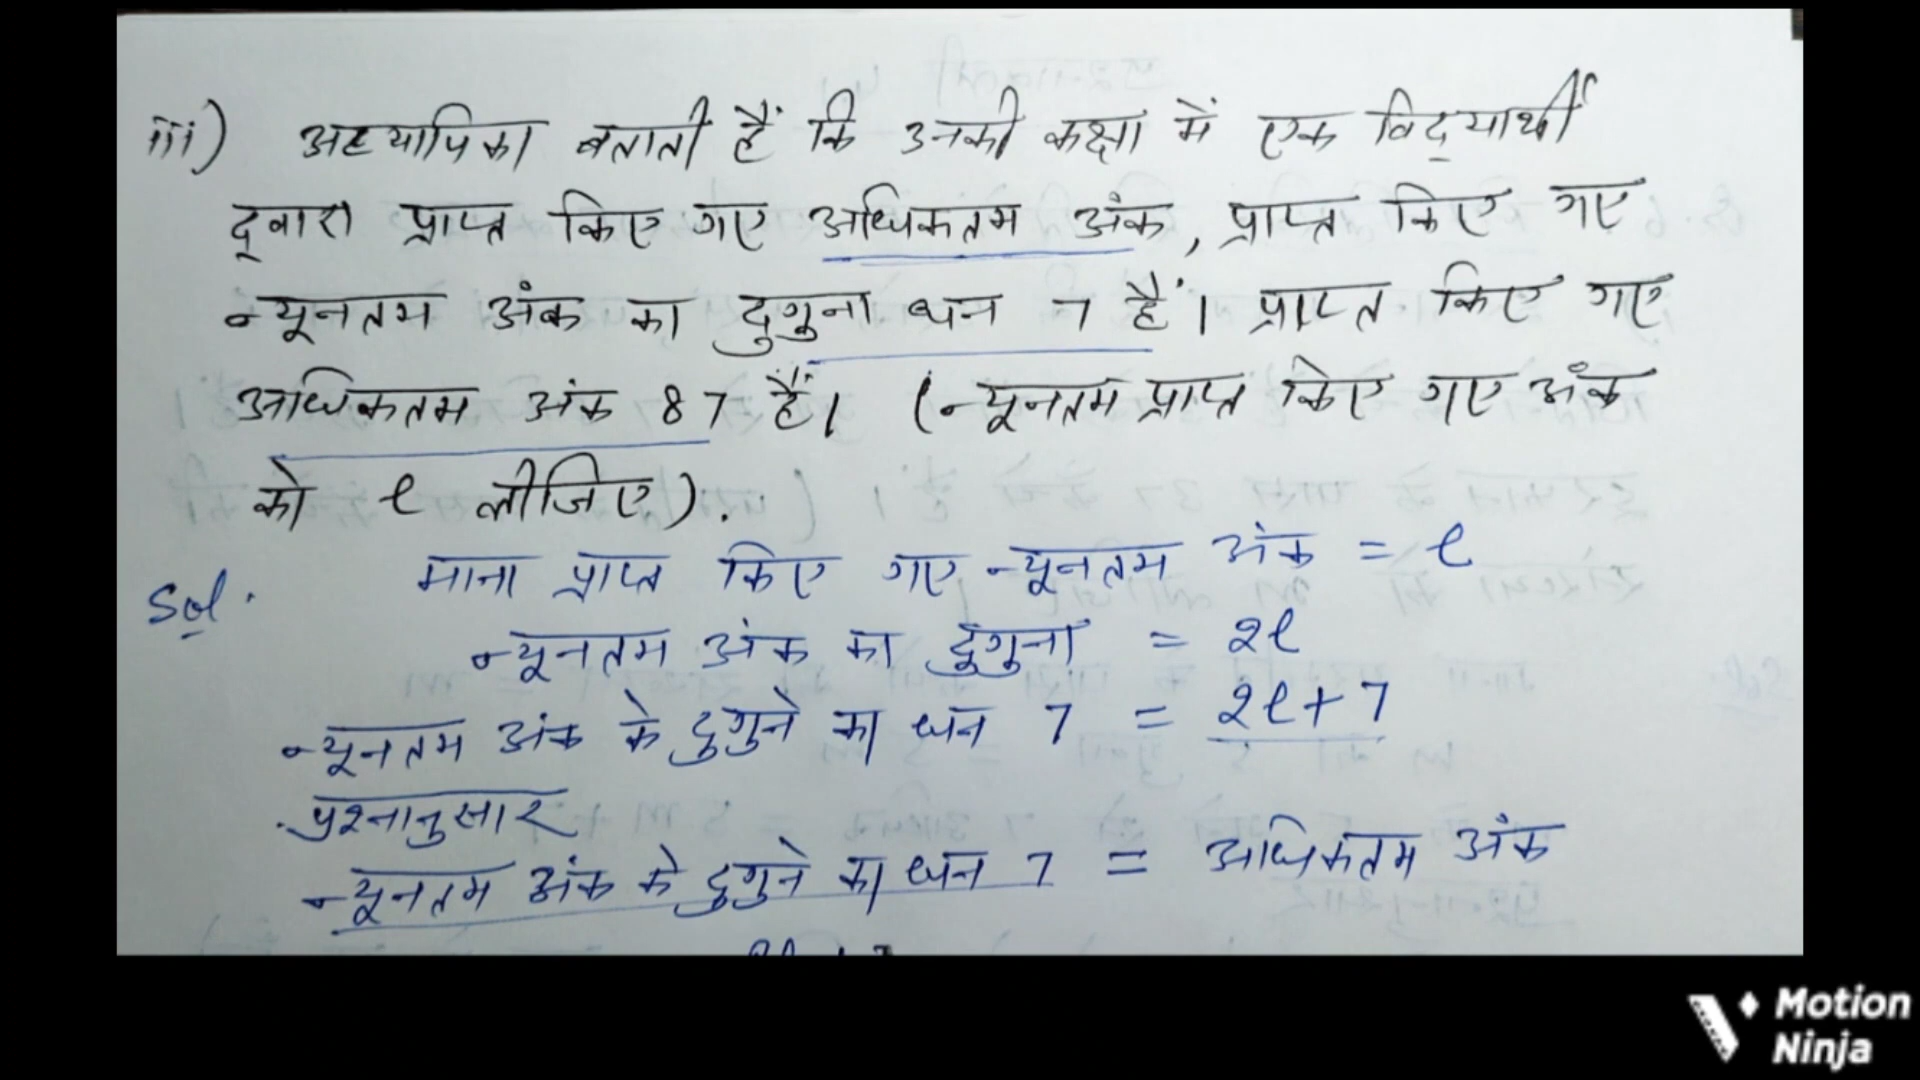 iii) अध्यापिका बताती हैं कि उनकी कक्षा में एक विद्यार्थी
द्वारा प्राप्त किए गए अधिकतम अंक, प्राप्त किए गए
न्यूनतम अंक का दुगुना धन 7 है। प्राप्त किए गए
अधिकतम अंक 87 हैं। (न्यूनतम प्राप्त किए गए अंक
को l लीजिए).
Sol. माना प्राप्त किए गए न्यूनतम अंक = l
न्यूनतम अंक का दुगुना = 2l
न्यूनतम अंक के दुगुने का धन 7 = 2l+7
प्रश्नानुसार
न्यूनतम अंक के दुगुने का धन 7 = अधिकतम अंक
Motion
Ninja